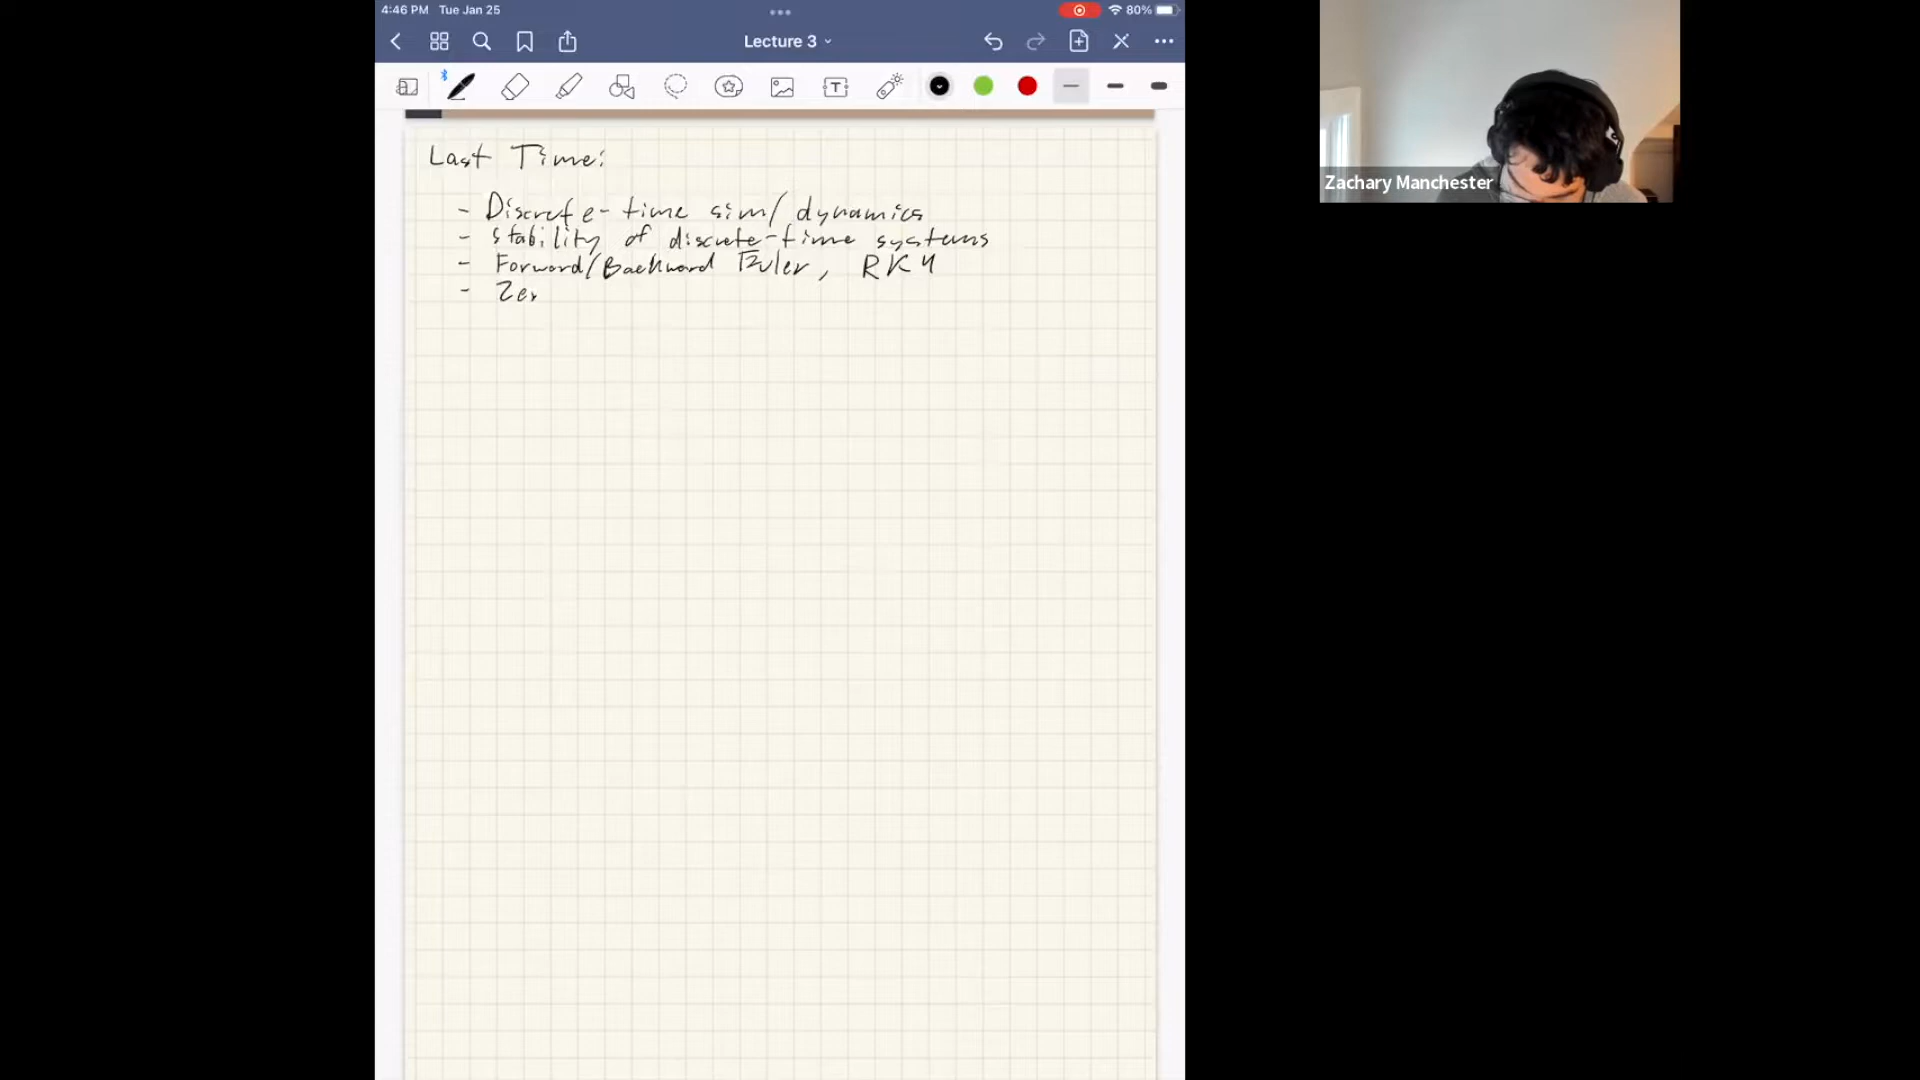 4:46 PM Tue Jan 25
80%
Lecture 3
Zachary Manchester
Last Time:
- Discrete-time sim/dynamics
- Stability of discrete-time systems
- Forward/Backward Euler, RK4
- Zer